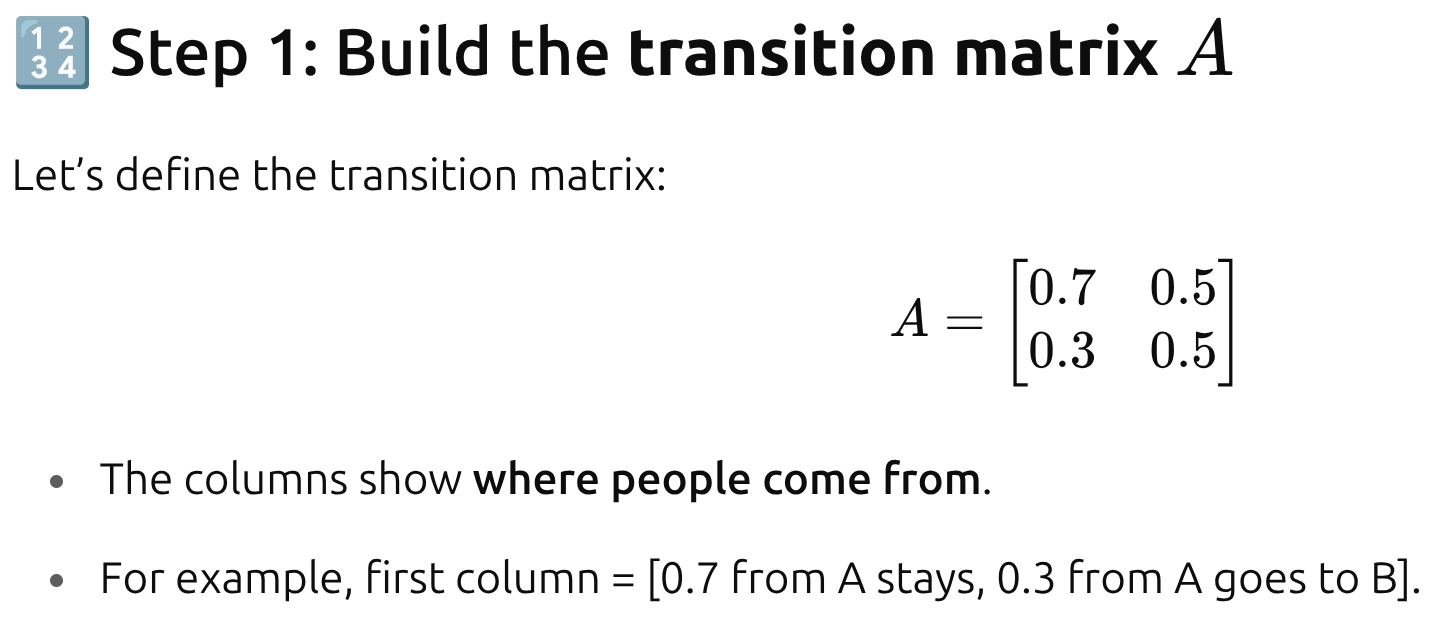 🔢 Step 1: Build the transition matrix A
Let’s define the transition matrix:
A = [0.7 0.5
0.3 0.5]
• The columns show where people come from.
• For example, first column = [0.7 from A stays, 0.3 from A goes to B].